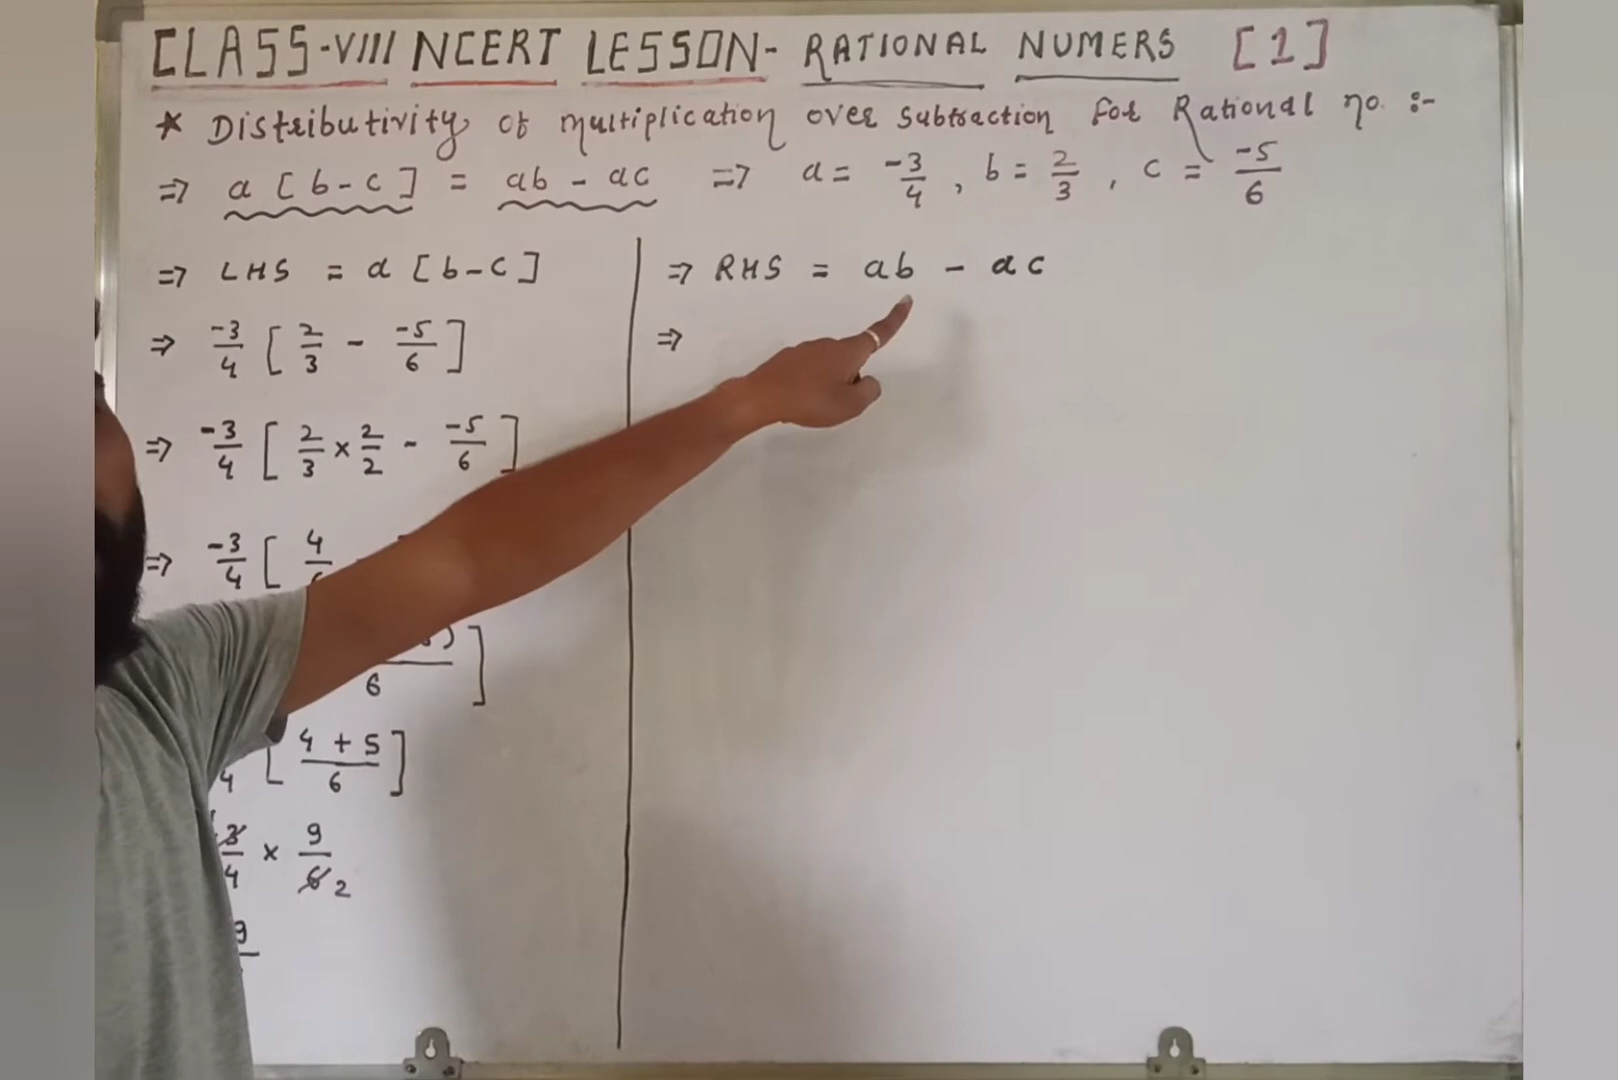 CLASS-VIII NCERT LESSON- RATIONAL NUMERS [1]
* Distributivity of multiplication over subtraction for Rational no. :-
⇒ a [b-c] = ab - ac ⇒ a = -3/4, b = 2/3, c = -5/6
⇒ LHS = a [b-c]
⇒ -3/4 [2/3 - -5/6]
⇒ -3/4 [2/3 × 2/2 - -5/6]
⇒ -3/4 [4/
6]
4 [4 + 5/6]
3/4 × 9/6 2
9
⇒ RHS = ab - ac
⇒